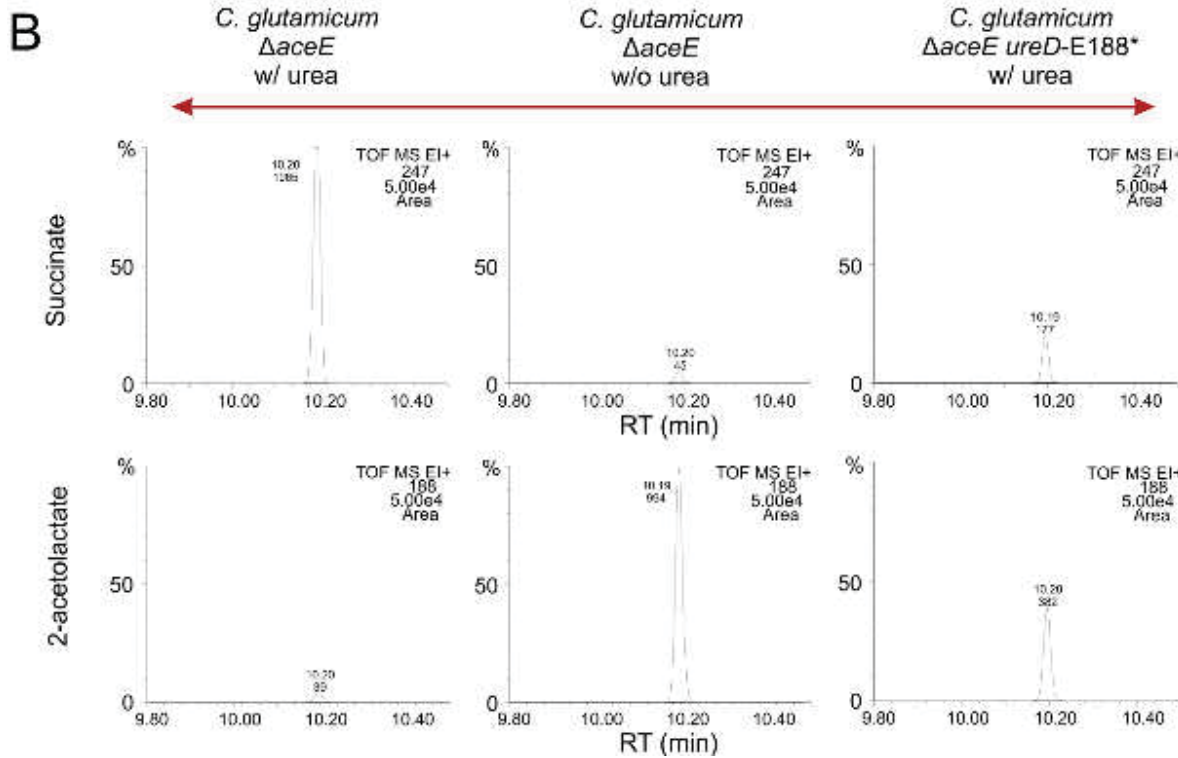 B
C. glutamicum
ΔaceE
w/ urea
C. glutamicum
ΔaceE
w/o urea
C. glutamicum
ΔaceE ureD-E188*
w/ urea
Succinate
%
50
0
10.20
TOF MS EI+
247
5.00e4
Area
9.80 10.00 10.20 10.40
%
50
0
10.20
45
TOF MS EI+
247
5.00e4
Area
9.80 10.00 10.20 10.40
RT (min)
%
50
0
10.19
177
TOF MS EI+
247
5.00e4
Area
9.80 10.00 10.20 10.40
2-acetolactate
%
50
0
10.20
TOF MS EI+
188
5.00e4
Area
9.80 10.00 10.20 10.40
%
50
0
10.19
994
TOF MS EI+
188
5.00e4
Area
9.80 10.00 10.20 10.40
RT (min)
%
50
0
10.20
382
TOF MS EI+
188
5.00e4
Area
9.80 10.00 10.20 10.40